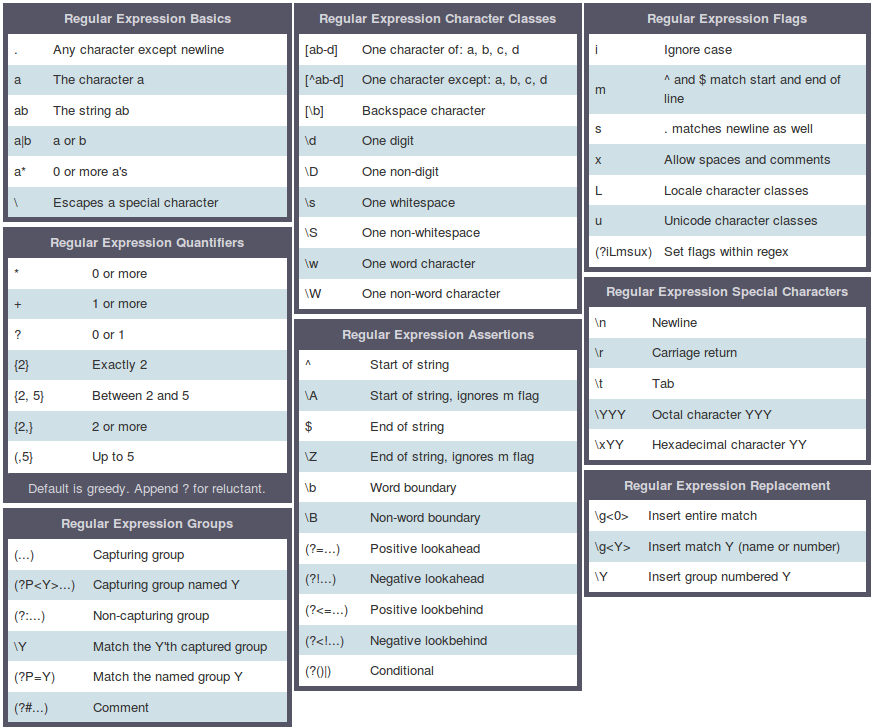 Regular Expression Basics
. Any character except newline
a The character a
ab The string ab
a|b a or b
a* 0 or more a's
\ Escapes a special character
Regular Expression Quantifiers
* 0 or more
+ 1 or more
? 0 or 1
{2} Exactly 2
{2, 5} Between 2 and 5
{2,} 2 or more
(,5} Up to 5
Default is greedy. Append ? for reluctant.
Regular Expression Groups
(...) Capturing group
(?P<Y>...) Capturing group named Y
(?:...) Non-capturing group
\Y Match the Y'th captured group
(?P=Y) Match the named group Y
(?#...) Comment
Regular Expression Character Classes
[ab-d] One character of: a, b, c, d
[^ab-d] One character except: a, b, c, d
[\b] Backspace character
\d One digit
\D One non-digit
\s One whitespace
\S One non-whitespace
\w One word character
\W One non-word character
Regular Expression Assertions
^ Start of string
\A Start of string, ignores m flag
$ End of string
\Z End of string, ignores m flag
\b Word boundary
\B Non-word boundary
(?=...) Positive lookahead
(?!...) Negative lookahead
(?<=...) Positive lookbehind
(?<!...) Negative lookbehind
(?()|) Conditional
Regular Expression Flags
i Ignore case
m ^ and $ match start and end of
line
s . matches newline as well
x Allow spaces and comments
L Locale character classes
u Unicode character classes
(?iLmsux) Set flags within regex
Regular Expression Special Characters
\n Newline
\r Carriage return
\t Tab
\YYY Octal character YYY
\xYY Hexadecimal character YY
Regular Expression Replacement
\g<0> Insert entire match
\g<Y> Insert match Y (name or number)
\Y Insert group numbered Y